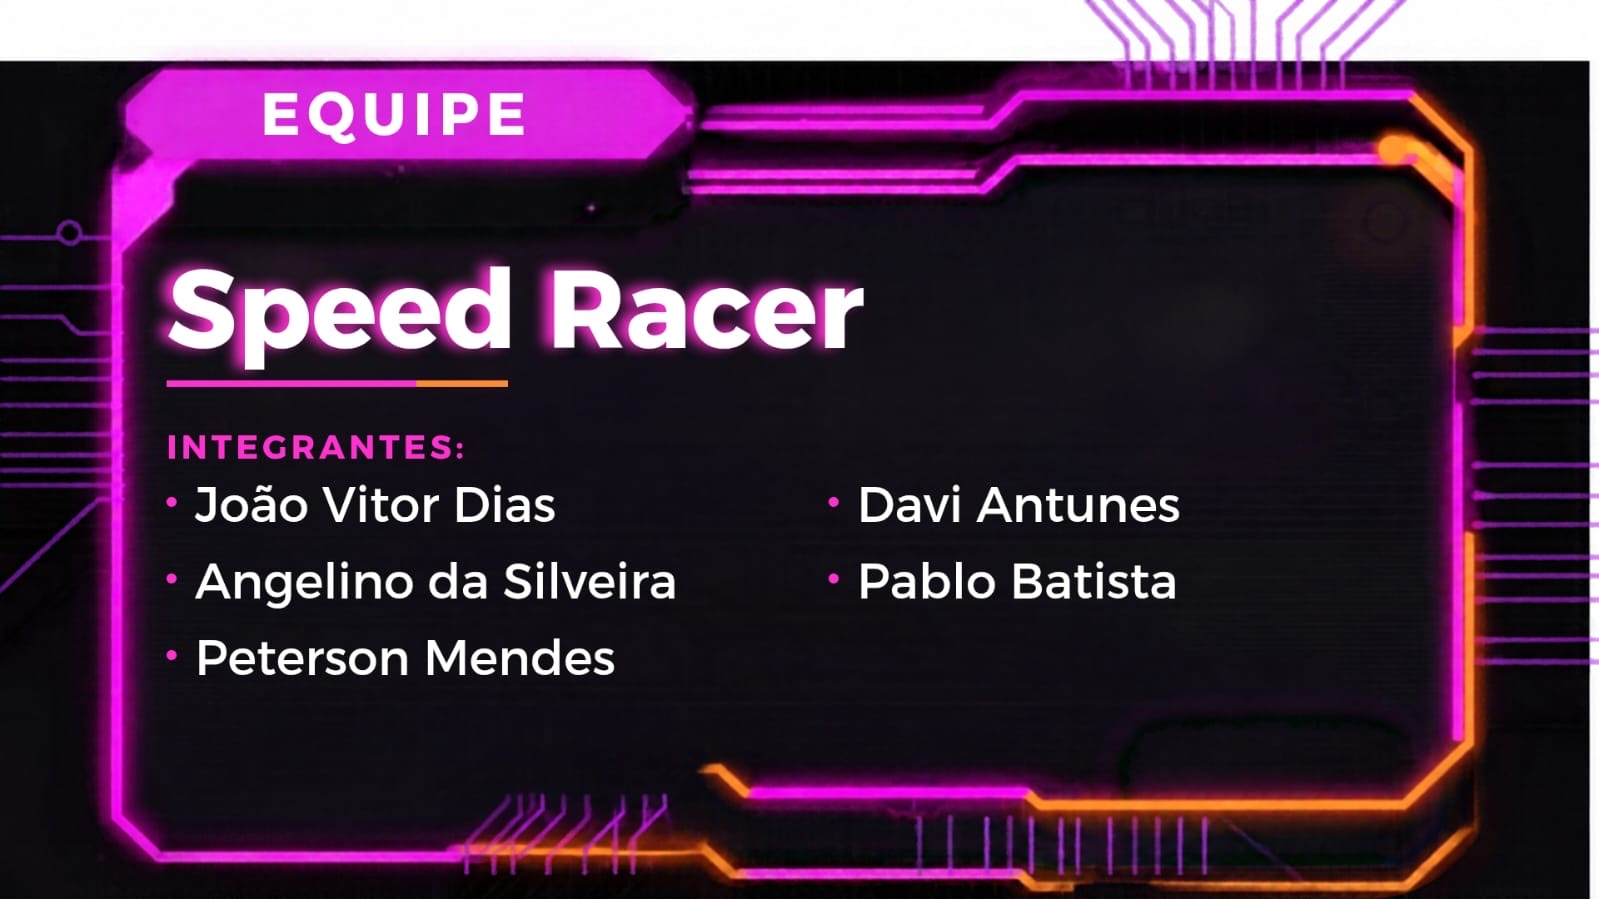 EQUIPE
Speed Racer
INTEGRANTES:
• João Vitor Dias
• Angelino da Silveira
• Peterson Mendes
• Davi Antunes
• Pablo Batista